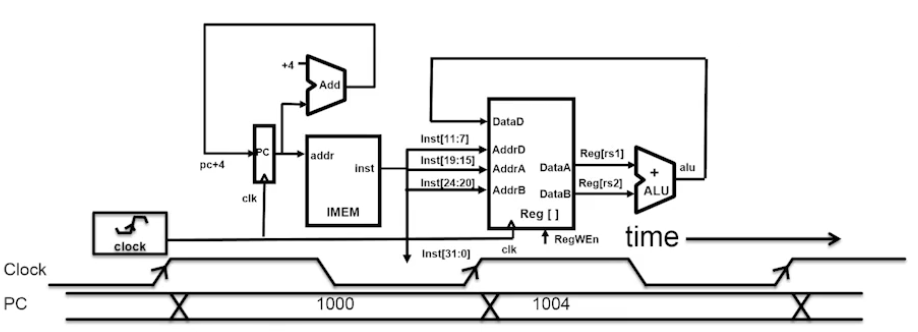 +4
Add
pc+4
PC
clk
addr
inst
IMEM
clock
Inst[11:7]
Inst[19:15]
Inst[24:20]
Inst[31:0]
DataD
AddrD
AddrA
AddrB
DataA
DataB
Reg [ ]
clk
RegWEn
Reg[rs1]
Reg[rs2]
+
ALU
alu
time
Clock
PC 1000 1004